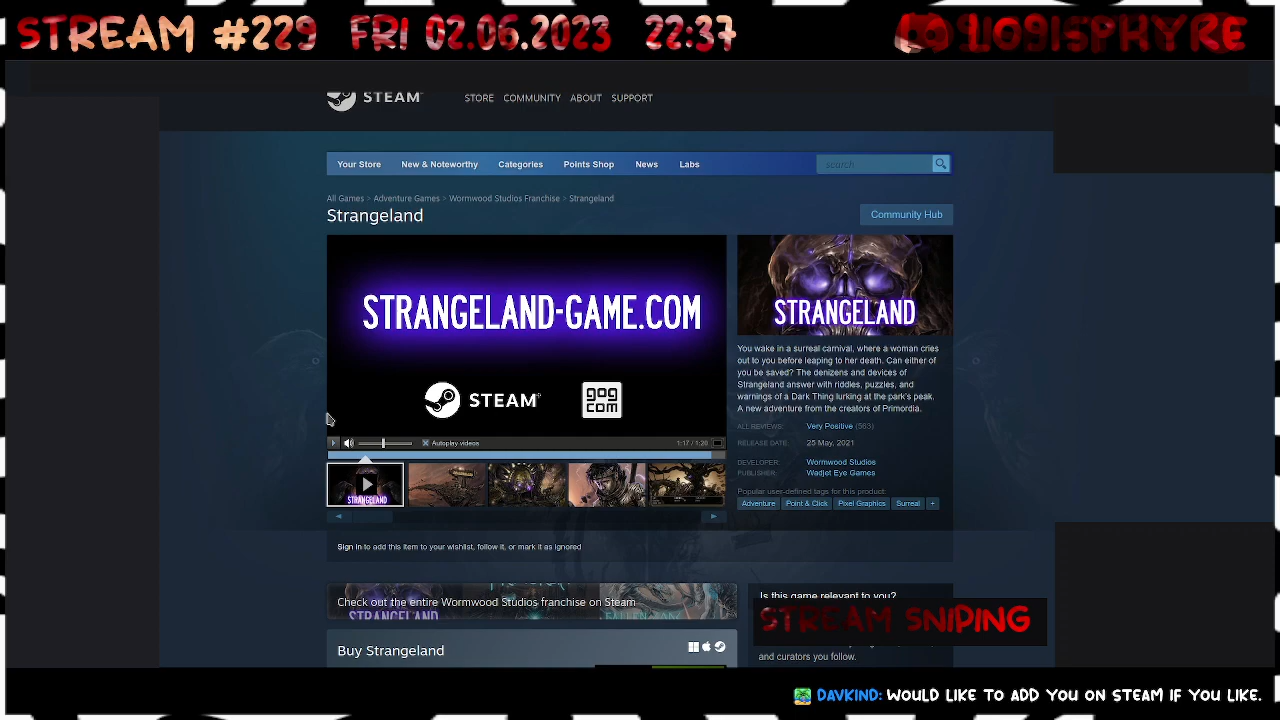 STREAM #229 FRI 02.06.2023 22:37
STEAM STORE COMMUNITY ABOUT SUPPORT
Your Store New & Noteworthy Categories Points Shop News Labs search
All Games > Adventure Games > Wormwood Studios Franchise > Strangeland
Strangeland
Community Hub
STRANGELAND-GAME.COM
STEAM
gog
com
Autoplay videos 1:17 / 1:20
STRANGELAND
STRANGELAND
You wake in a surreal carnival, where a woman cries
out to you before leaping to her death. Can either of
you be saved? The denizens and devices of
Strangeland answer with riddles, puzzles, and
warnings of a Dark Thing lurking at the park's peak.
A new adventure from the creators of Primordia.
ALL REVIEWS: Very Positive (563)
RELEASE DATE: 25 May, 2021
DEVELOPER: Wormwood Studios
PUBLISHER: Wadjet Eye Games
Popular user-defined tags for this product:
Adventure Point & Click Pixel Graphics Surreal +
Sign in to add this item to your wishlist, follow it, or mark it as ignored
Check out the entire Wormwood Studios franchise on Steam
Is this game relevant to you?
STREAM SNIPING
and curators you follow.
Buy Strangeland
DAVKIND: WOULD LIKE TO ADD YOU ON STEAM IF YOU LIKE.